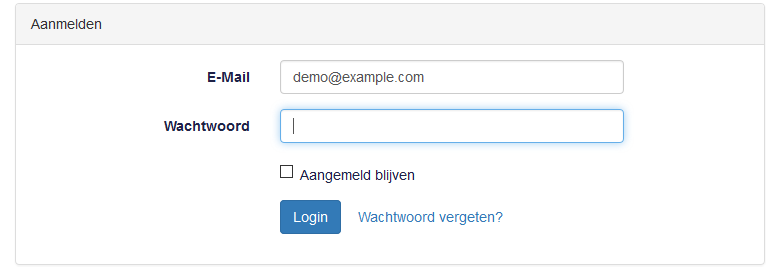 Aanmelden
E-Mail demo@example.com
Wachtwoord
Aangemeld blijven
Login Wachtwoord vergeten?